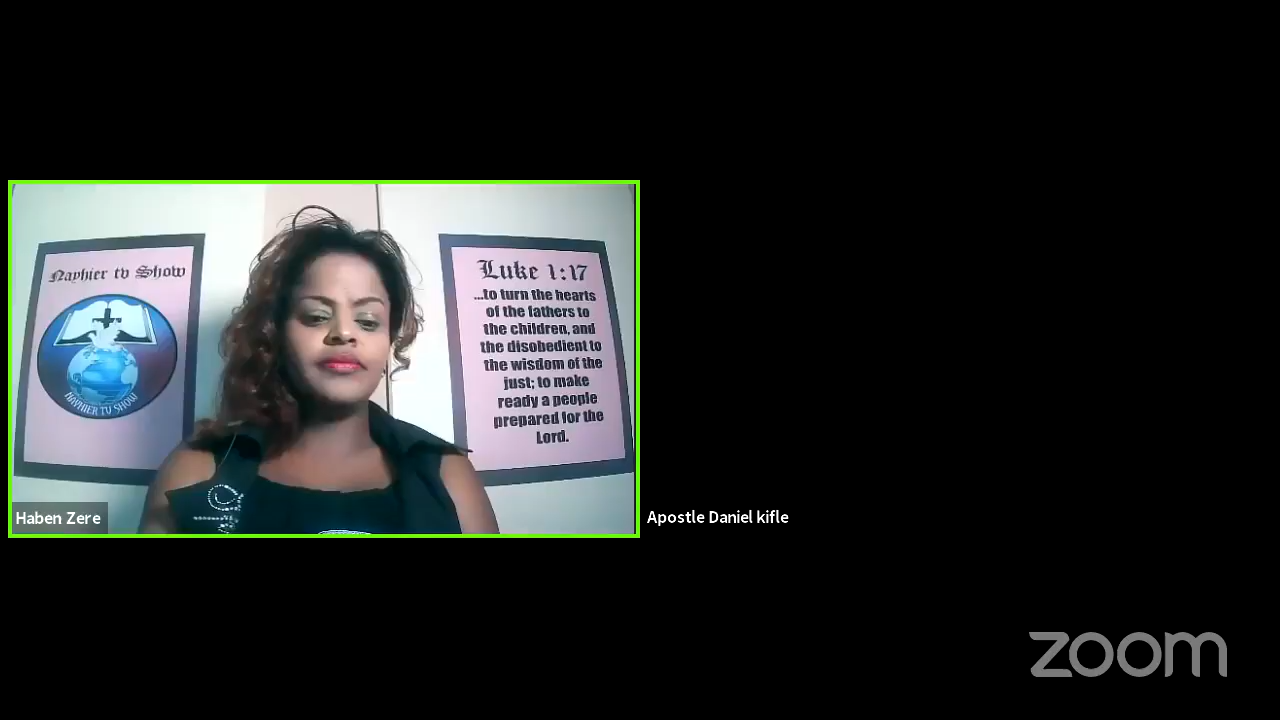 Nayhier tv Show
NAYHIER TV SHOW
Luke 1:17
...to turn the hearts
of the fathers to
the children, and
the disobedient to
the wisdom of the
just; to make
ready a people
prepared for the
Lord.
Haben Zere
Apostle Daniel kifle
zoom